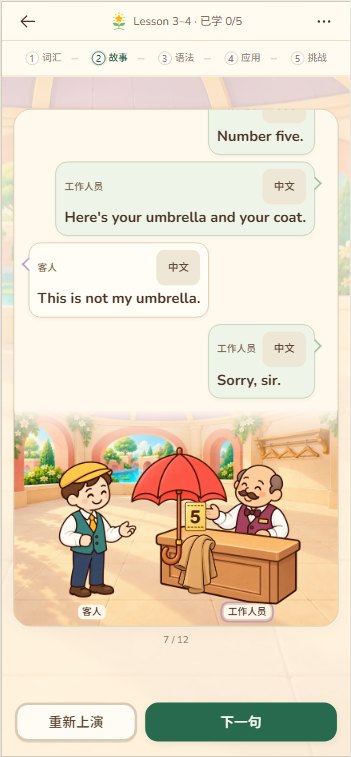 Lesson 3–4 · 已学 0/5
1 词汇 – 2 故事 – 3 语法 – 4 应用 – 5 挑战
Number five.
工作人员 中文
Here's your umbrella and your coat.
客人 中文
This is not my umbrella.
工作人员 中文
Sorry, sir.
5
客人 工作人员
7 / 12
重新上演 下一句